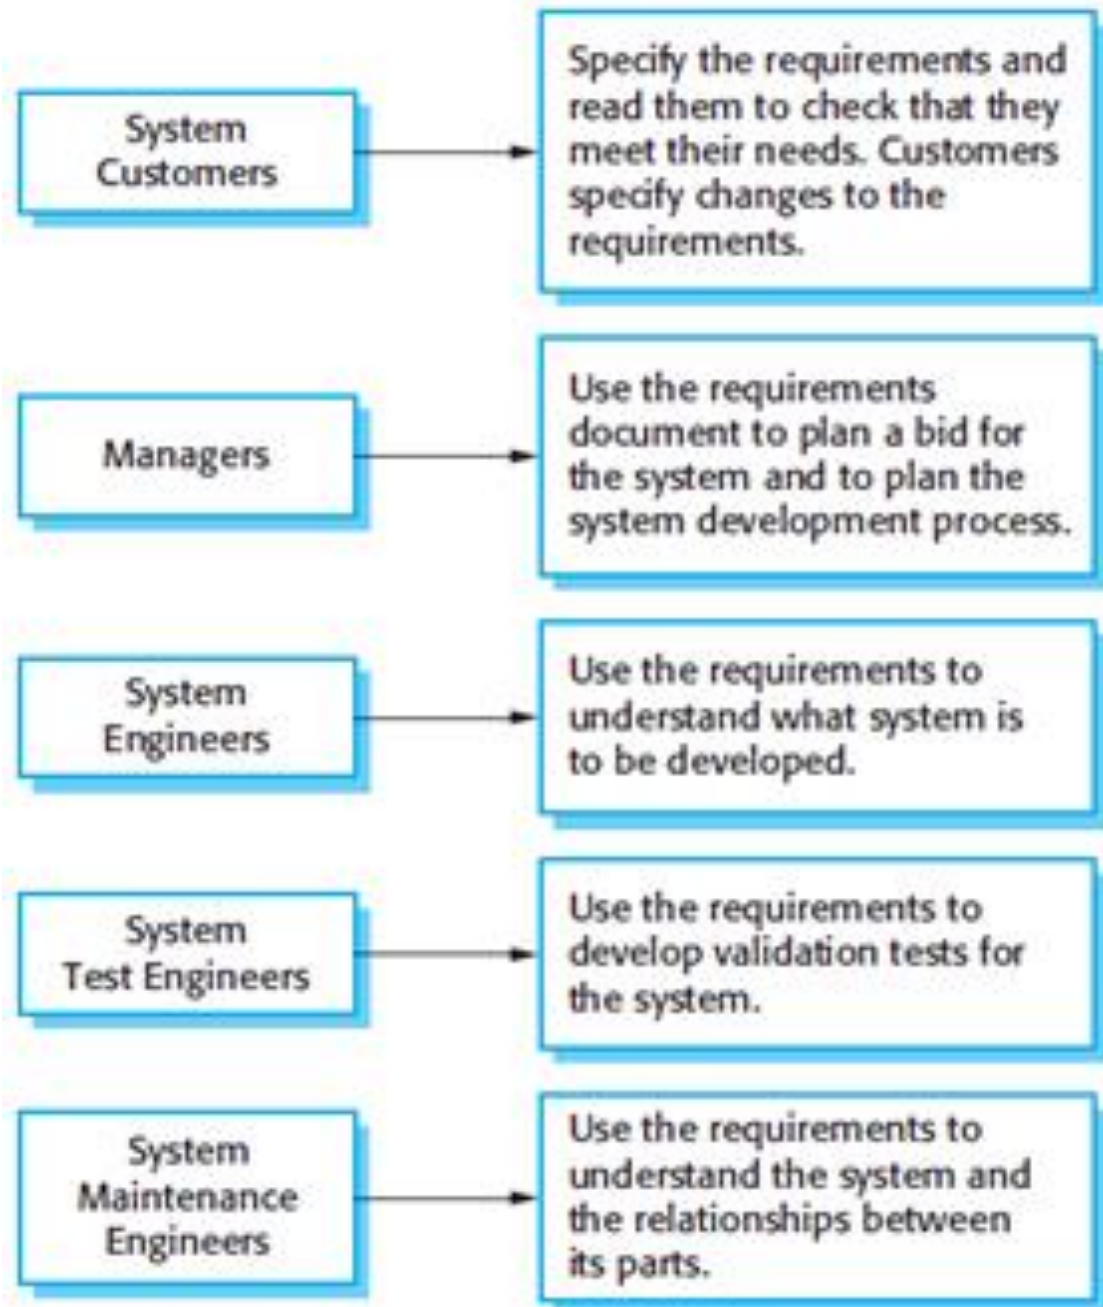 System
Customers
Specify the requirements and
read them to check that they
meet their needs. Customers
specify changes to the
requirements.
Managers
Use the requirements
document to plan a bid for
the system and to plan the
system development process.
System
Engineers
Use the requirements to
understand what system is
to be developed.
System
Test Engineers
Use the requirements to
develop validation tests for
the system.
System
Maintenance
Engineers
Use the requirements to
understand the system and
the relationships between
its parts.